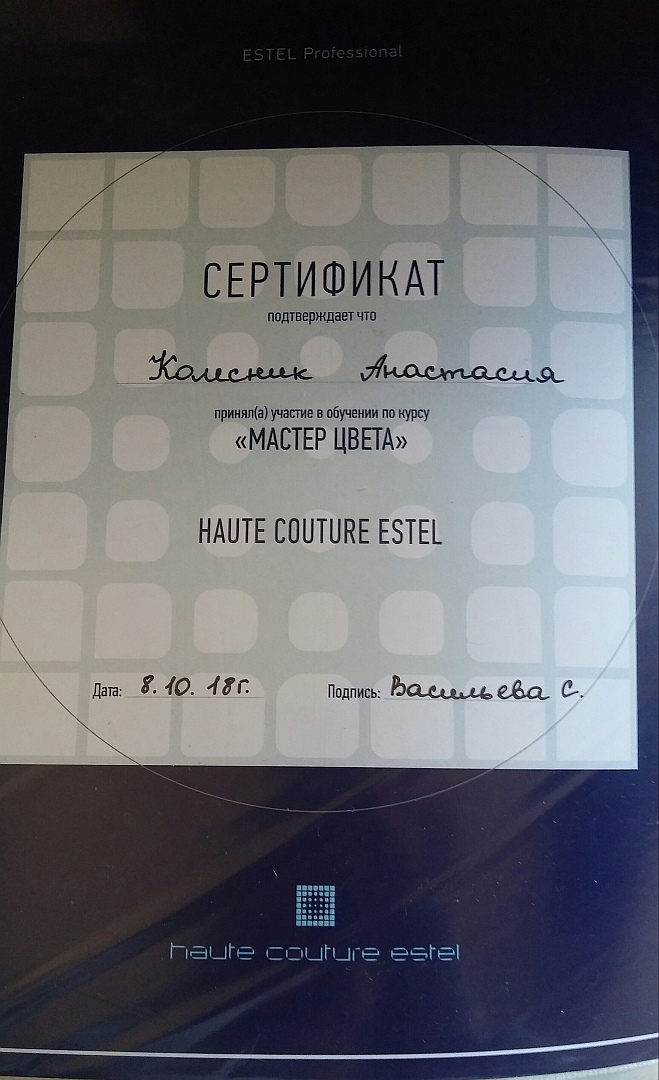 ESTEL Professional
СЕРТИФИКАТ
подтверждает что
Колесник Анастасия
принял(а) участие в обучении по курсу
«МАСТЕР ЦВЕТА»
HAUTE COUTURE ESTEL
Дата: 8.10.18г. Подпись: Васильева С.
haute couture estel